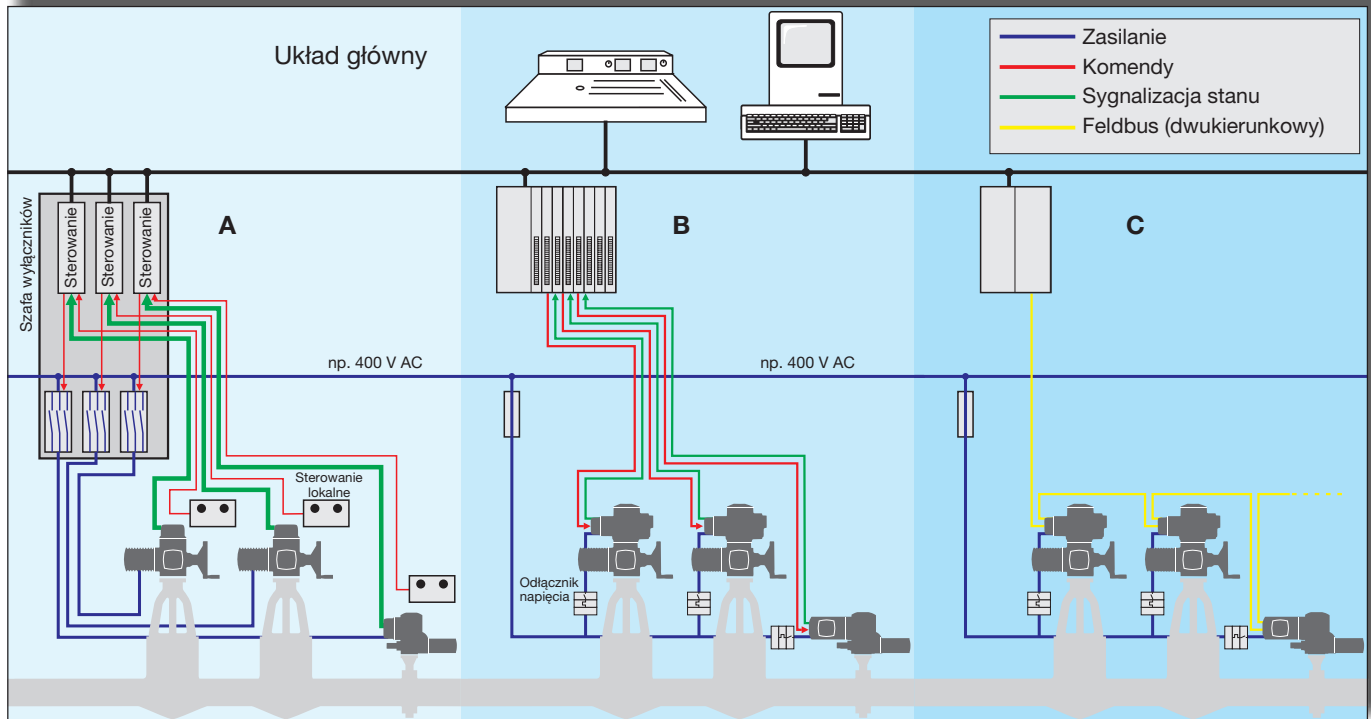 Układ główny
Zasilanie
Komendy
Sygnalizacja stanu
Feldbus (dwukierunkowy)
Szafa wyłączników
Sterowanie
Sterowanie
Sterowanie
A
B
C
np. 400 V AC
np. 400 V AC
Sterowanie
lokalne
Odłącznik
napięcia